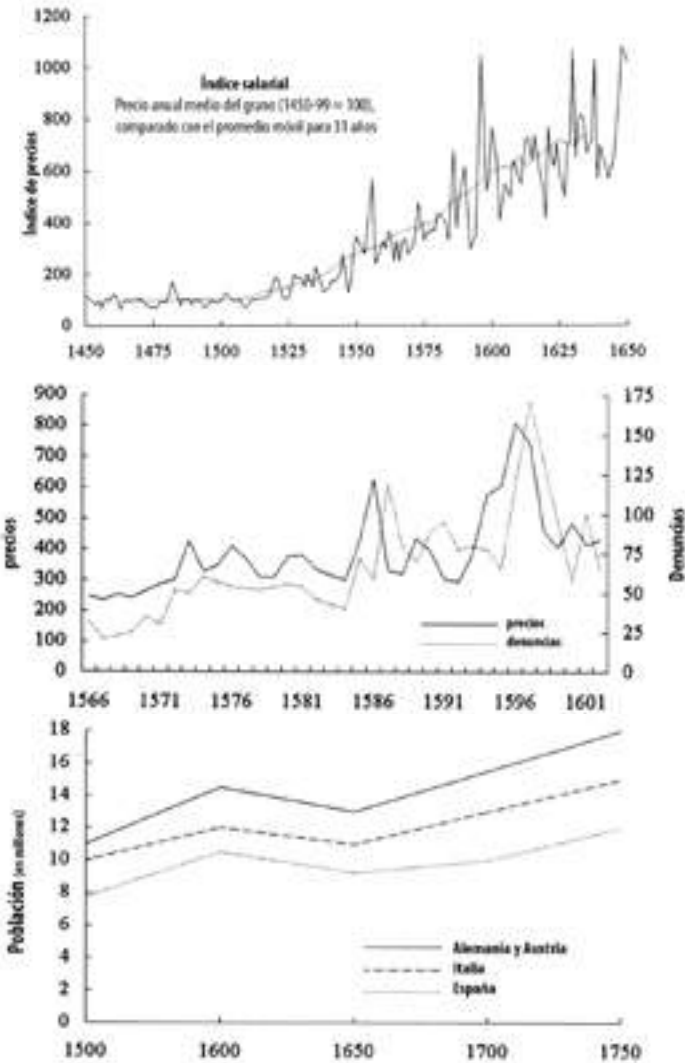 1200
1000
800
600
400
200
0
Índice de precios
Índice salarial
Precio anual medio del grano (1450-99 = 100),
comparado con el promedio móvil para 31 años
1450 1475 1500 1525 1550 1575 1600 1625 1650
900
800
700
600
500
400
300
200
100
0
precios
175
150
125
100
75
50
25
0
Denuncias
precios
denuncias
1566 1571 1576 1581 1586 1591 1596 1601
18
16
14
12
10
8
6
4
2
0
Población (en millones)
Alemania y Austria
Italia
España
1500 1600 1650 1700 1750